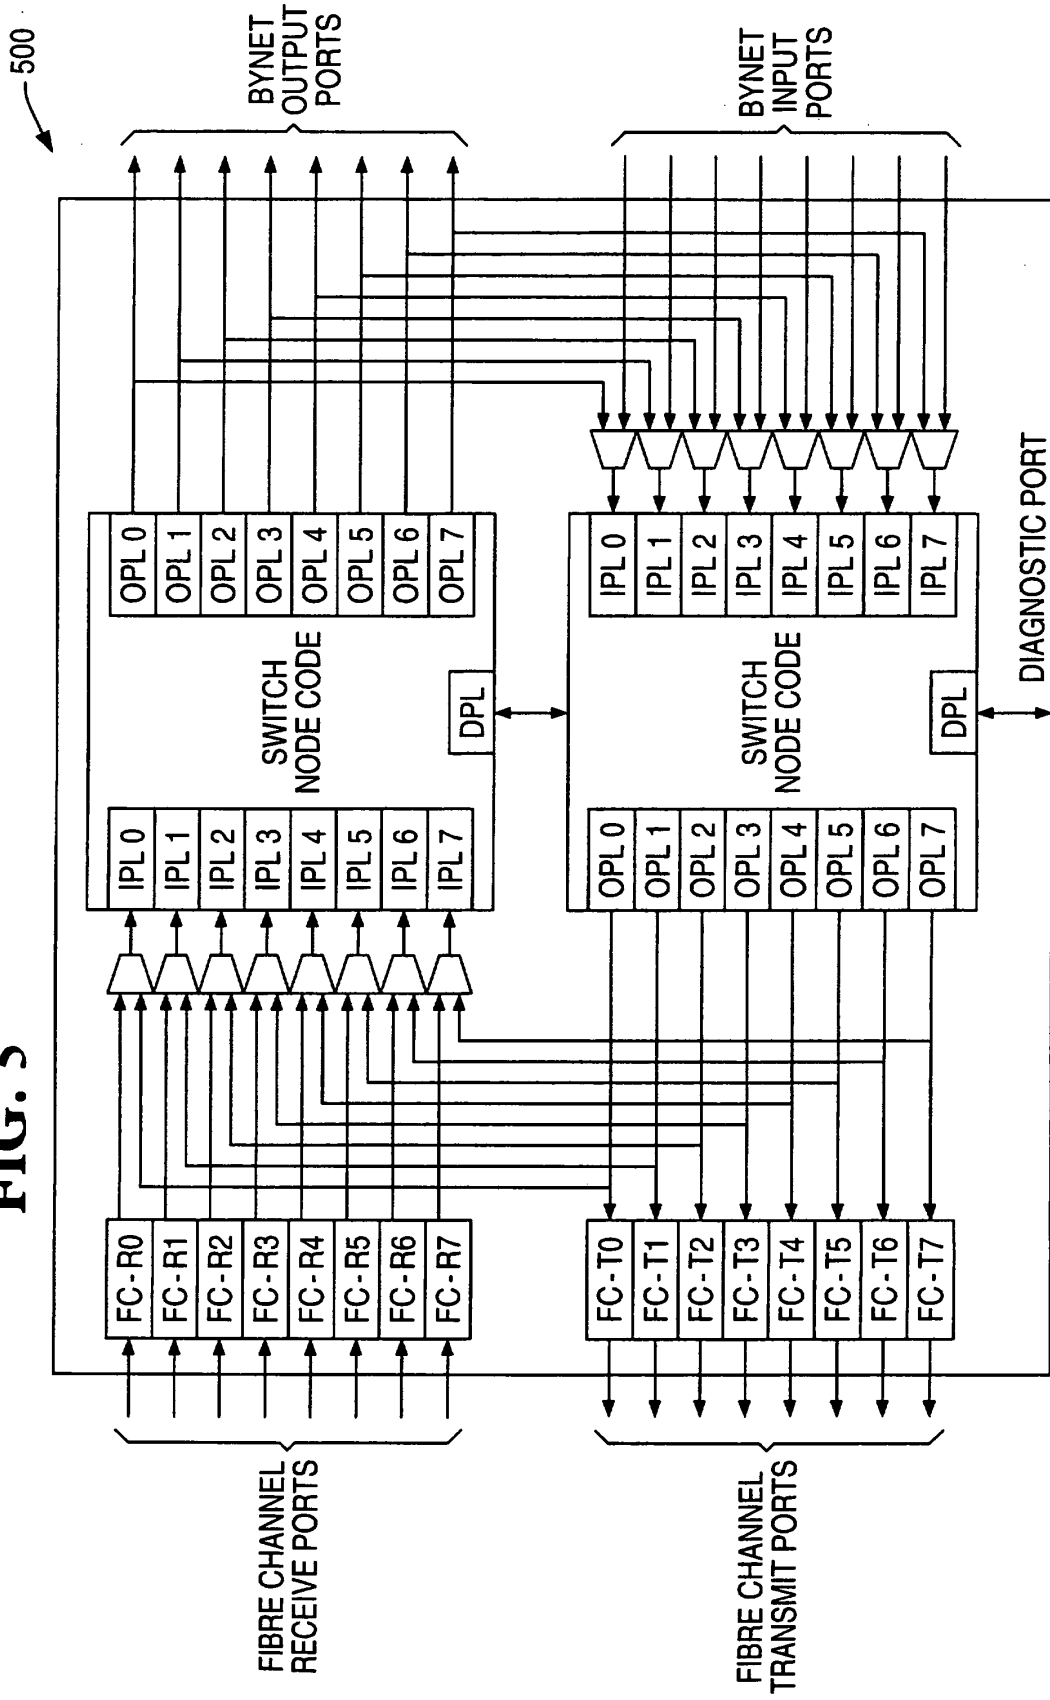 FIG. 5
500
FIBRE CHANNEL
RECEIVE PORTS
FC-R0
FC-R1
FC-R2
FC-R3
FC-R4
FC-R5
FC-R6
FC-R7
IPL 0
IPL 1
IPL 2
IPL 3
IPL 4
IPL 5
IPL 6
IPL 7
SWITCH
NODE CODE
DPL
OPL 0
OPL 1
OPL 2
OPL 3
OPL 4
OPL 5
OPL 6
OPL 7
BYNET
OUTPUT
PORTS
FIBRE CHANNEL
TRANSMIT PORTS
FC-T0
FC-T1
FC-T2
FC-T3
FC-T4
FC-T5
FC-T6
FC-T7
OPL 0
OPL 1
OPL 2
OPL 3
OPL 4
OPL 5
OPL 6
OPL 7
SWITCH
NODE CODE
DPL
IPL 0
IPL 1
IPL 2
IPL 3
IPL 4
IPL 5
IPL 6
IPL 7
BYNET
INPUT
PORTS
DIAGNOSTIC PORT